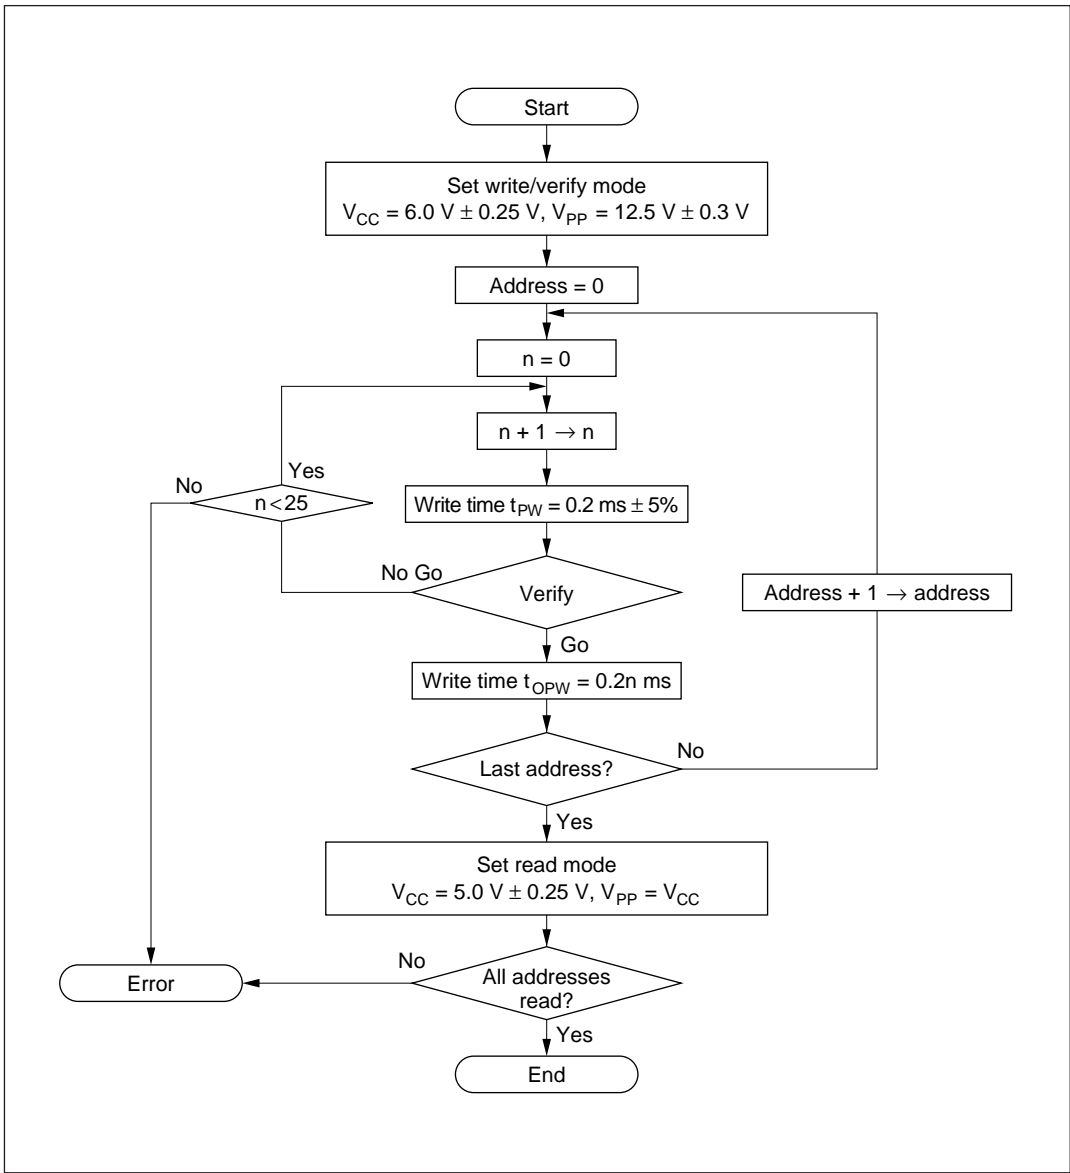 Start
Set write/verify mode
VCC = 6.0 V ± 0.25 V, VPP = 12.5 V ± 0.3 V
Address = 0
n = 0
n + 1 → n
Yes
No
n<25
Write time tPW = 0.2 ms ± 5%
No Go
Verify
Address + 1 → address
Go
Write time tOPW = 0.2n ms
No
Last address?
Yes
Set read mode
VCC = 5.0 V ± 0.25 V, VPP = VCC
No
All addresses
read?
Error
Yes
End